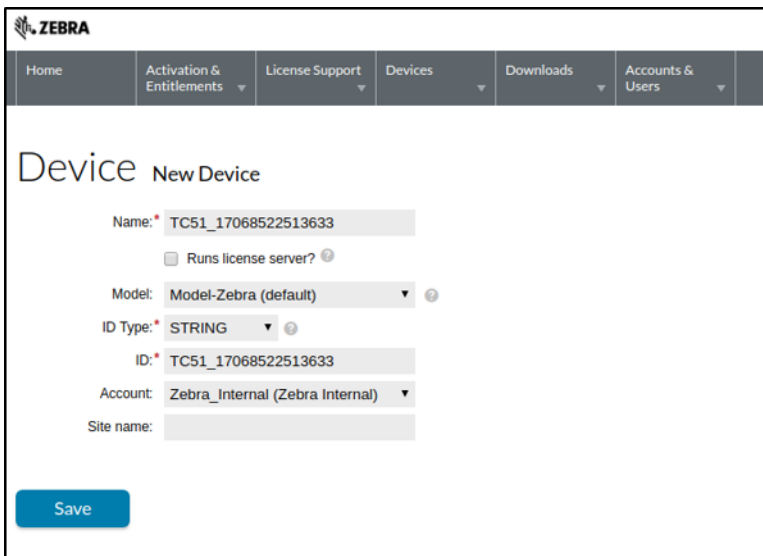 ZEBRA
Home
Activation &
Entitlements
License Support
Devices
Downloads
Accounts &
Users
Device New Device
Name:* TC51_17068522513633
Runs license server? ?
Model: Model-Zebra (default) ?
ID Type:* STRING ?
ID:* TC51_17068522513633
Account: Zebra_Internal (Zebra Internal)
Site name:
Save